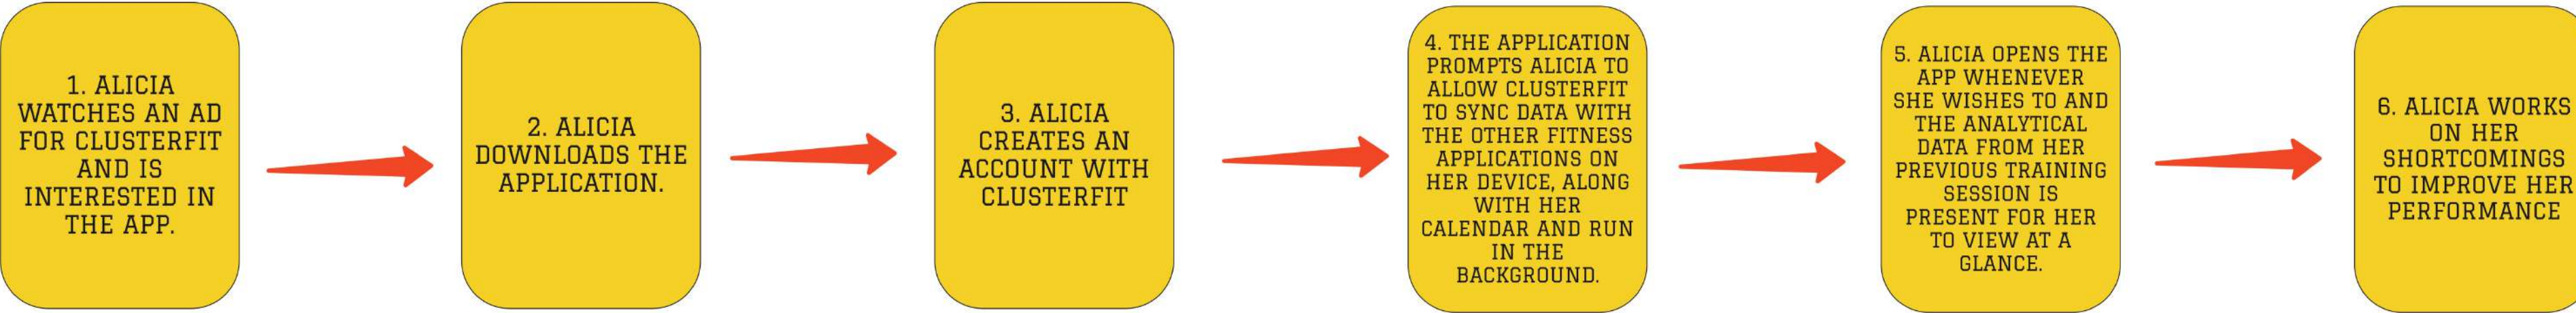 1. ALICIA
WATCHES AN AD
FOR CLUSTERFIT
AND IS
INTERESTED IN
THE APP.
2. ALICIA
DOWNLOADS THE
APPLICATION.
3. ALICIA
CREATES AN
ACCOUNT WITH
CLUSTERFIT
4. THE APPLICATION
PROMPTS ALICIA TO
ALLOW CLUSTERFIT
TO SYNC DATA WITH
THE OTHER FITNESS
APPLICATIONS ON
HER DEVICE, ALONG
WITH HER
CALENDAR AND RUN
IN THE
BACKGROUND.
5. ALICIA OPENS THE
APP WHENEVER
SHE WISHES TO AND
THE ANALYTICAL
DATA FROM HER
PREVIOUS TRAINING
SESSION IS
PRESENT FOR HER
TO VIEW AT A
GLANCE.
6. ALICIA WORKS
ON HER
SHORTCOMINGS
TO IMPROVE HER
PERFORMANCE